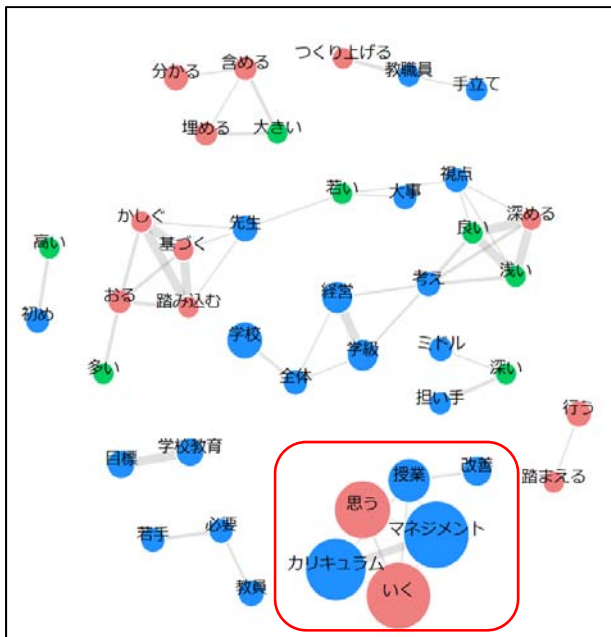 つくり上げる
含める
分かる
教職員
手立て
埋める
大きい
視点
若い
大事
深める
かしぐ
先生
良い
高い
基づく
浅い
おる
踏み込む
経営
考え
初め
学校
学級
ミドル
多い
全体
深い
担い手
行う
学校教育
目標
改善
授業
踏まえる
思う
マネジメント
若手
必要
カリキュラム
教員
いく